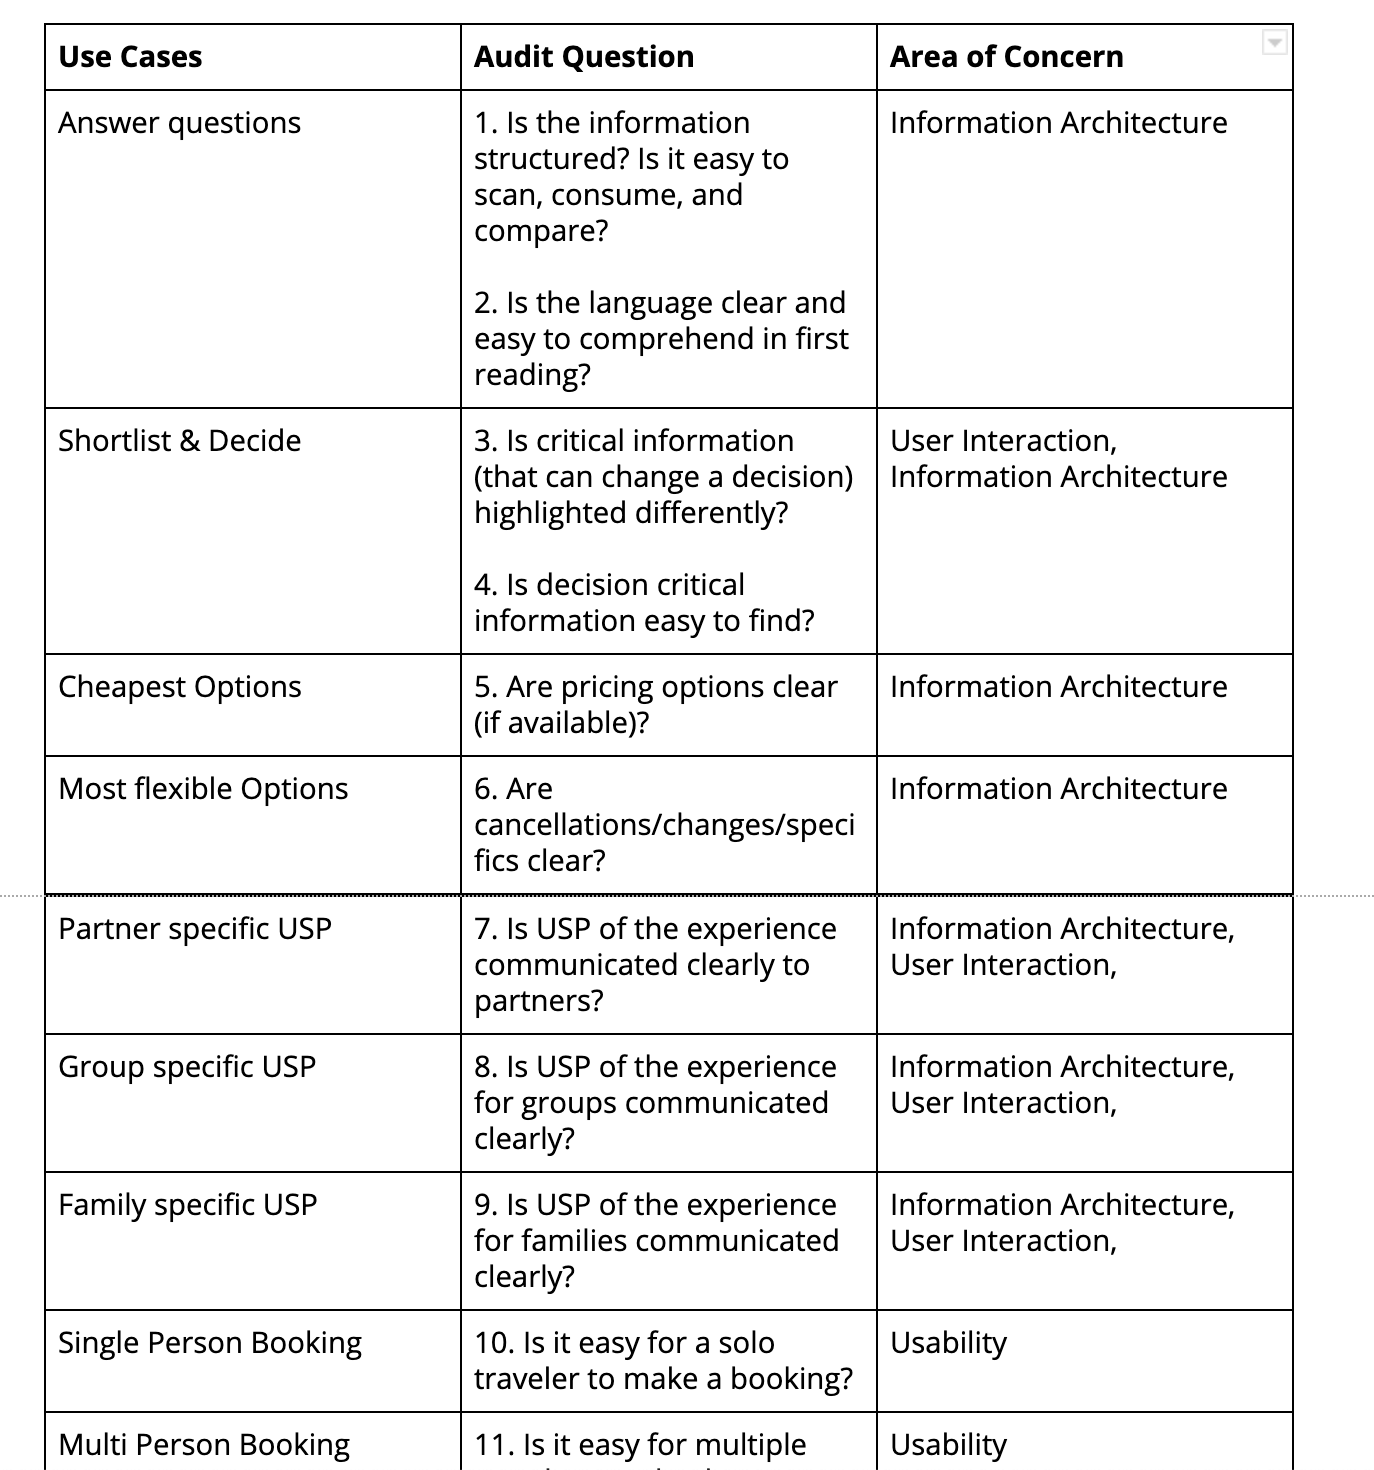 Use Cases
Audit Question
Area of Concern
Answer questions
1. Is the information
structured? Is it easy to
scan, consume, and
compare?
2. Is the language clear and
easy to comprehend in first
reading?
Information Architecture
Shortlist & Decide
3. Is critical information
(that can change a decision)
highlighted differently?
4. Is decision critical
information easy to find?
User Interaction,
Information Architecture
Cheapest Options
5. Are pricing options clear
(if available)?
Information Architecture
Most flexible Options
6. Are
cancellations/changes/speci
fics clear?
Information Architecture
Partner specific USP
7. Is USP of the experience
communicated clearly to
partners?
Information Architecture,
User Interaction,
Group specific USP
8. Is USP of the experience
for groups communicated
clearly?
Information Architecture,
User Interaction,
Family specific USP
9. Is USP of the experience
for families communicated
clearly?
Information Architecture,
User Interaction,
Single Person Booking
10. Is it easy for a solo
traveler to make a booking?
Usability
Multi Person Booking
11. Is it easy for multiple
Usability